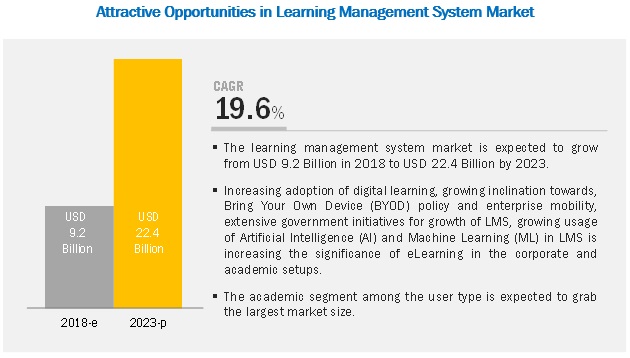 Attractive Opportunities in Learning Management System Market
CAGR
19.6%
▪ The learning management system market is expected to grow
from USD 9.2 Billion in 2018 to USD 22.4 Billion by 2023.
▪ Increasing adoption of digital learning, growing inclination towards,
Bring Your Own Device (BYOD) policy and enterprise mobility,
extensive government initiatives for growth of LMS, growing usage
of Artificial Intelligence (AI) and Machine Learning (ML) in LMS is
increasing the significance of eLearning in the corporate and
academic setups.
▪ The academic segment among the user type is expected to grab
the largest market size.
USD
9.2
Billion
USD
22.4
Billion
2018-e
2023-p